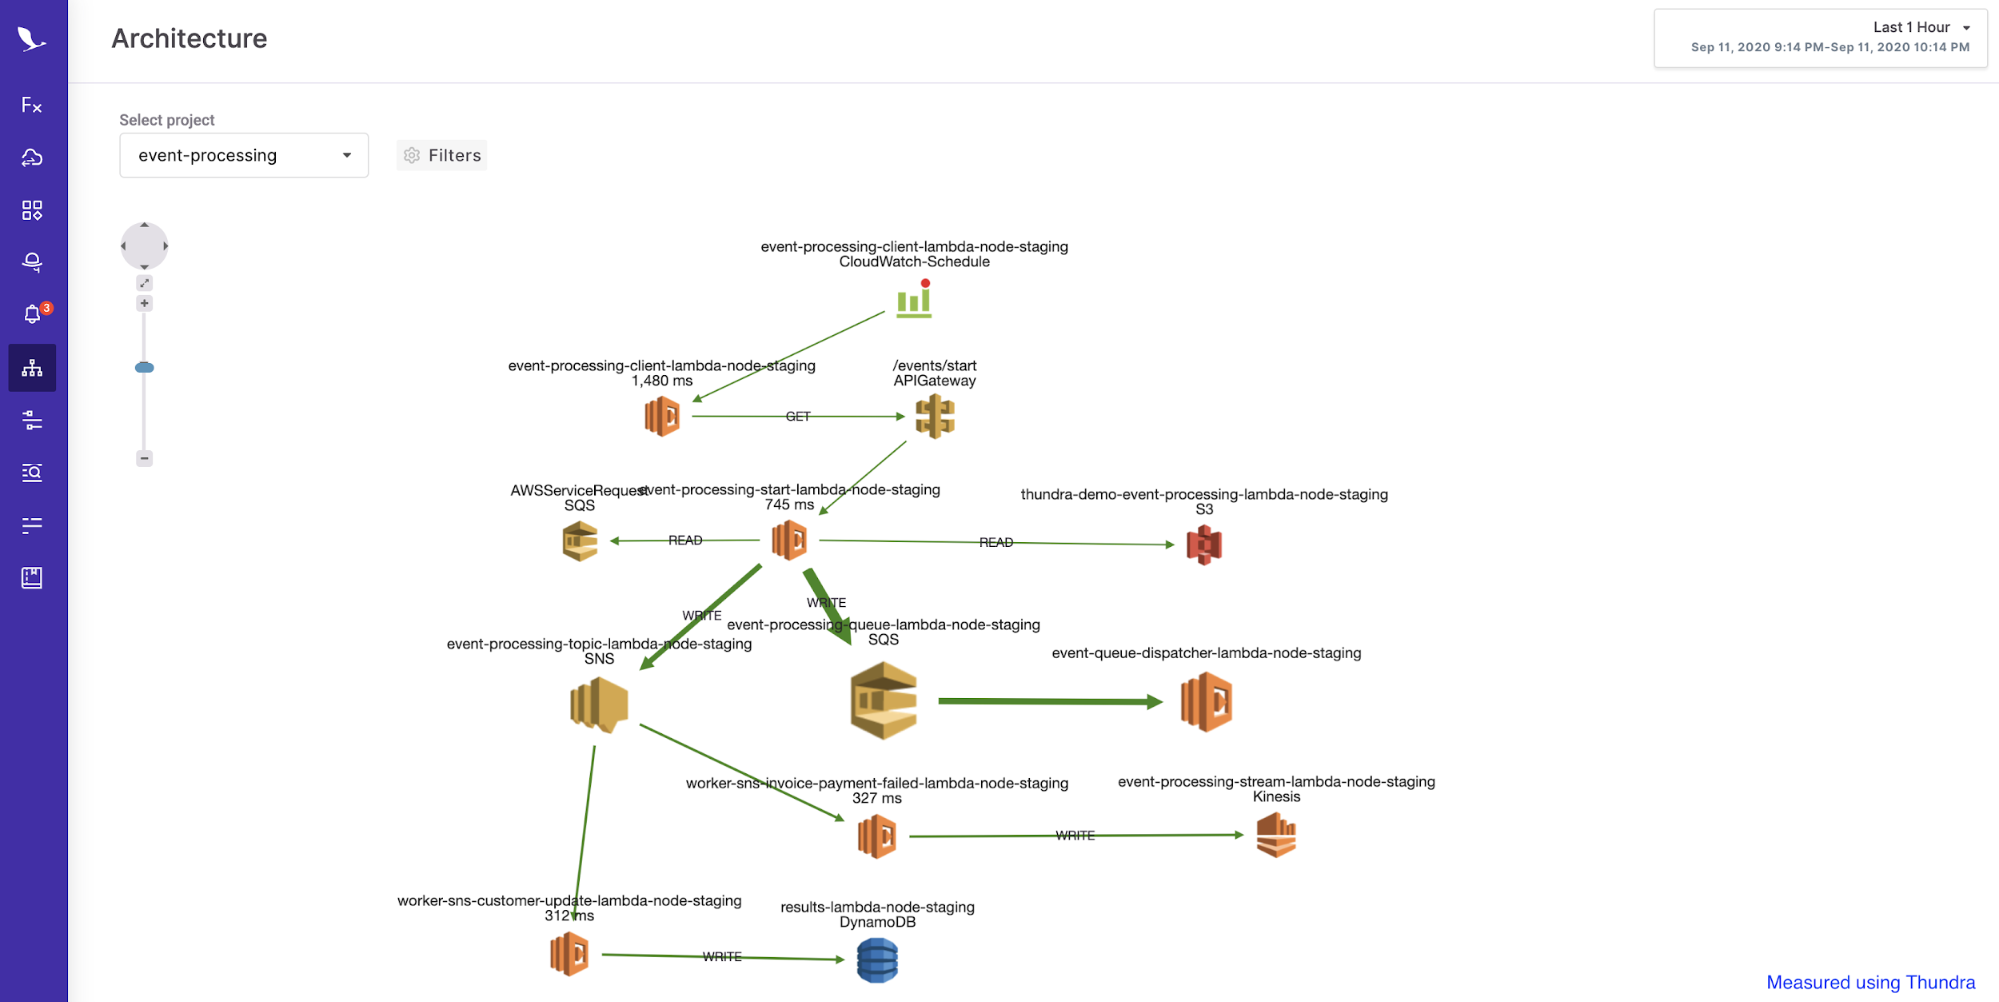 Architecture
Last 1 Hour
Sep 11, 2020 9:14 PM-Sep 11, 2020 10:14 PM
Fx
3
Select project
event-processing
Filters
event-processing-client-lambda-node-staging
CloudWatch-Schedule
event-processing-client-lambda-node-staging
1,480 ms
/events/start
APIGateway
GET
AWSServiceRequest
SQS
event-processing-start-lambda-node-staging
745 ms
thundra-demo-event-processing-lambda-node-staging
S3
READ
READ
WRITE
WRITE
event-processing-topic-lambda-node-staging
SNS
event-processing-queue-lambda-node-staging
SQS
event-queue-dispatcher-lambda-node-staging
worker-sns-invoice-payment-failed-lambda-node-staging
327 ms
event-processing-stream-lambda-node-staging
Kinesis
WRITE
worker-sns-customer-update-lambda-node-staging
312 ms
results-lambda-node-staging
DynamoDB
WRITE
Measured using Thundra